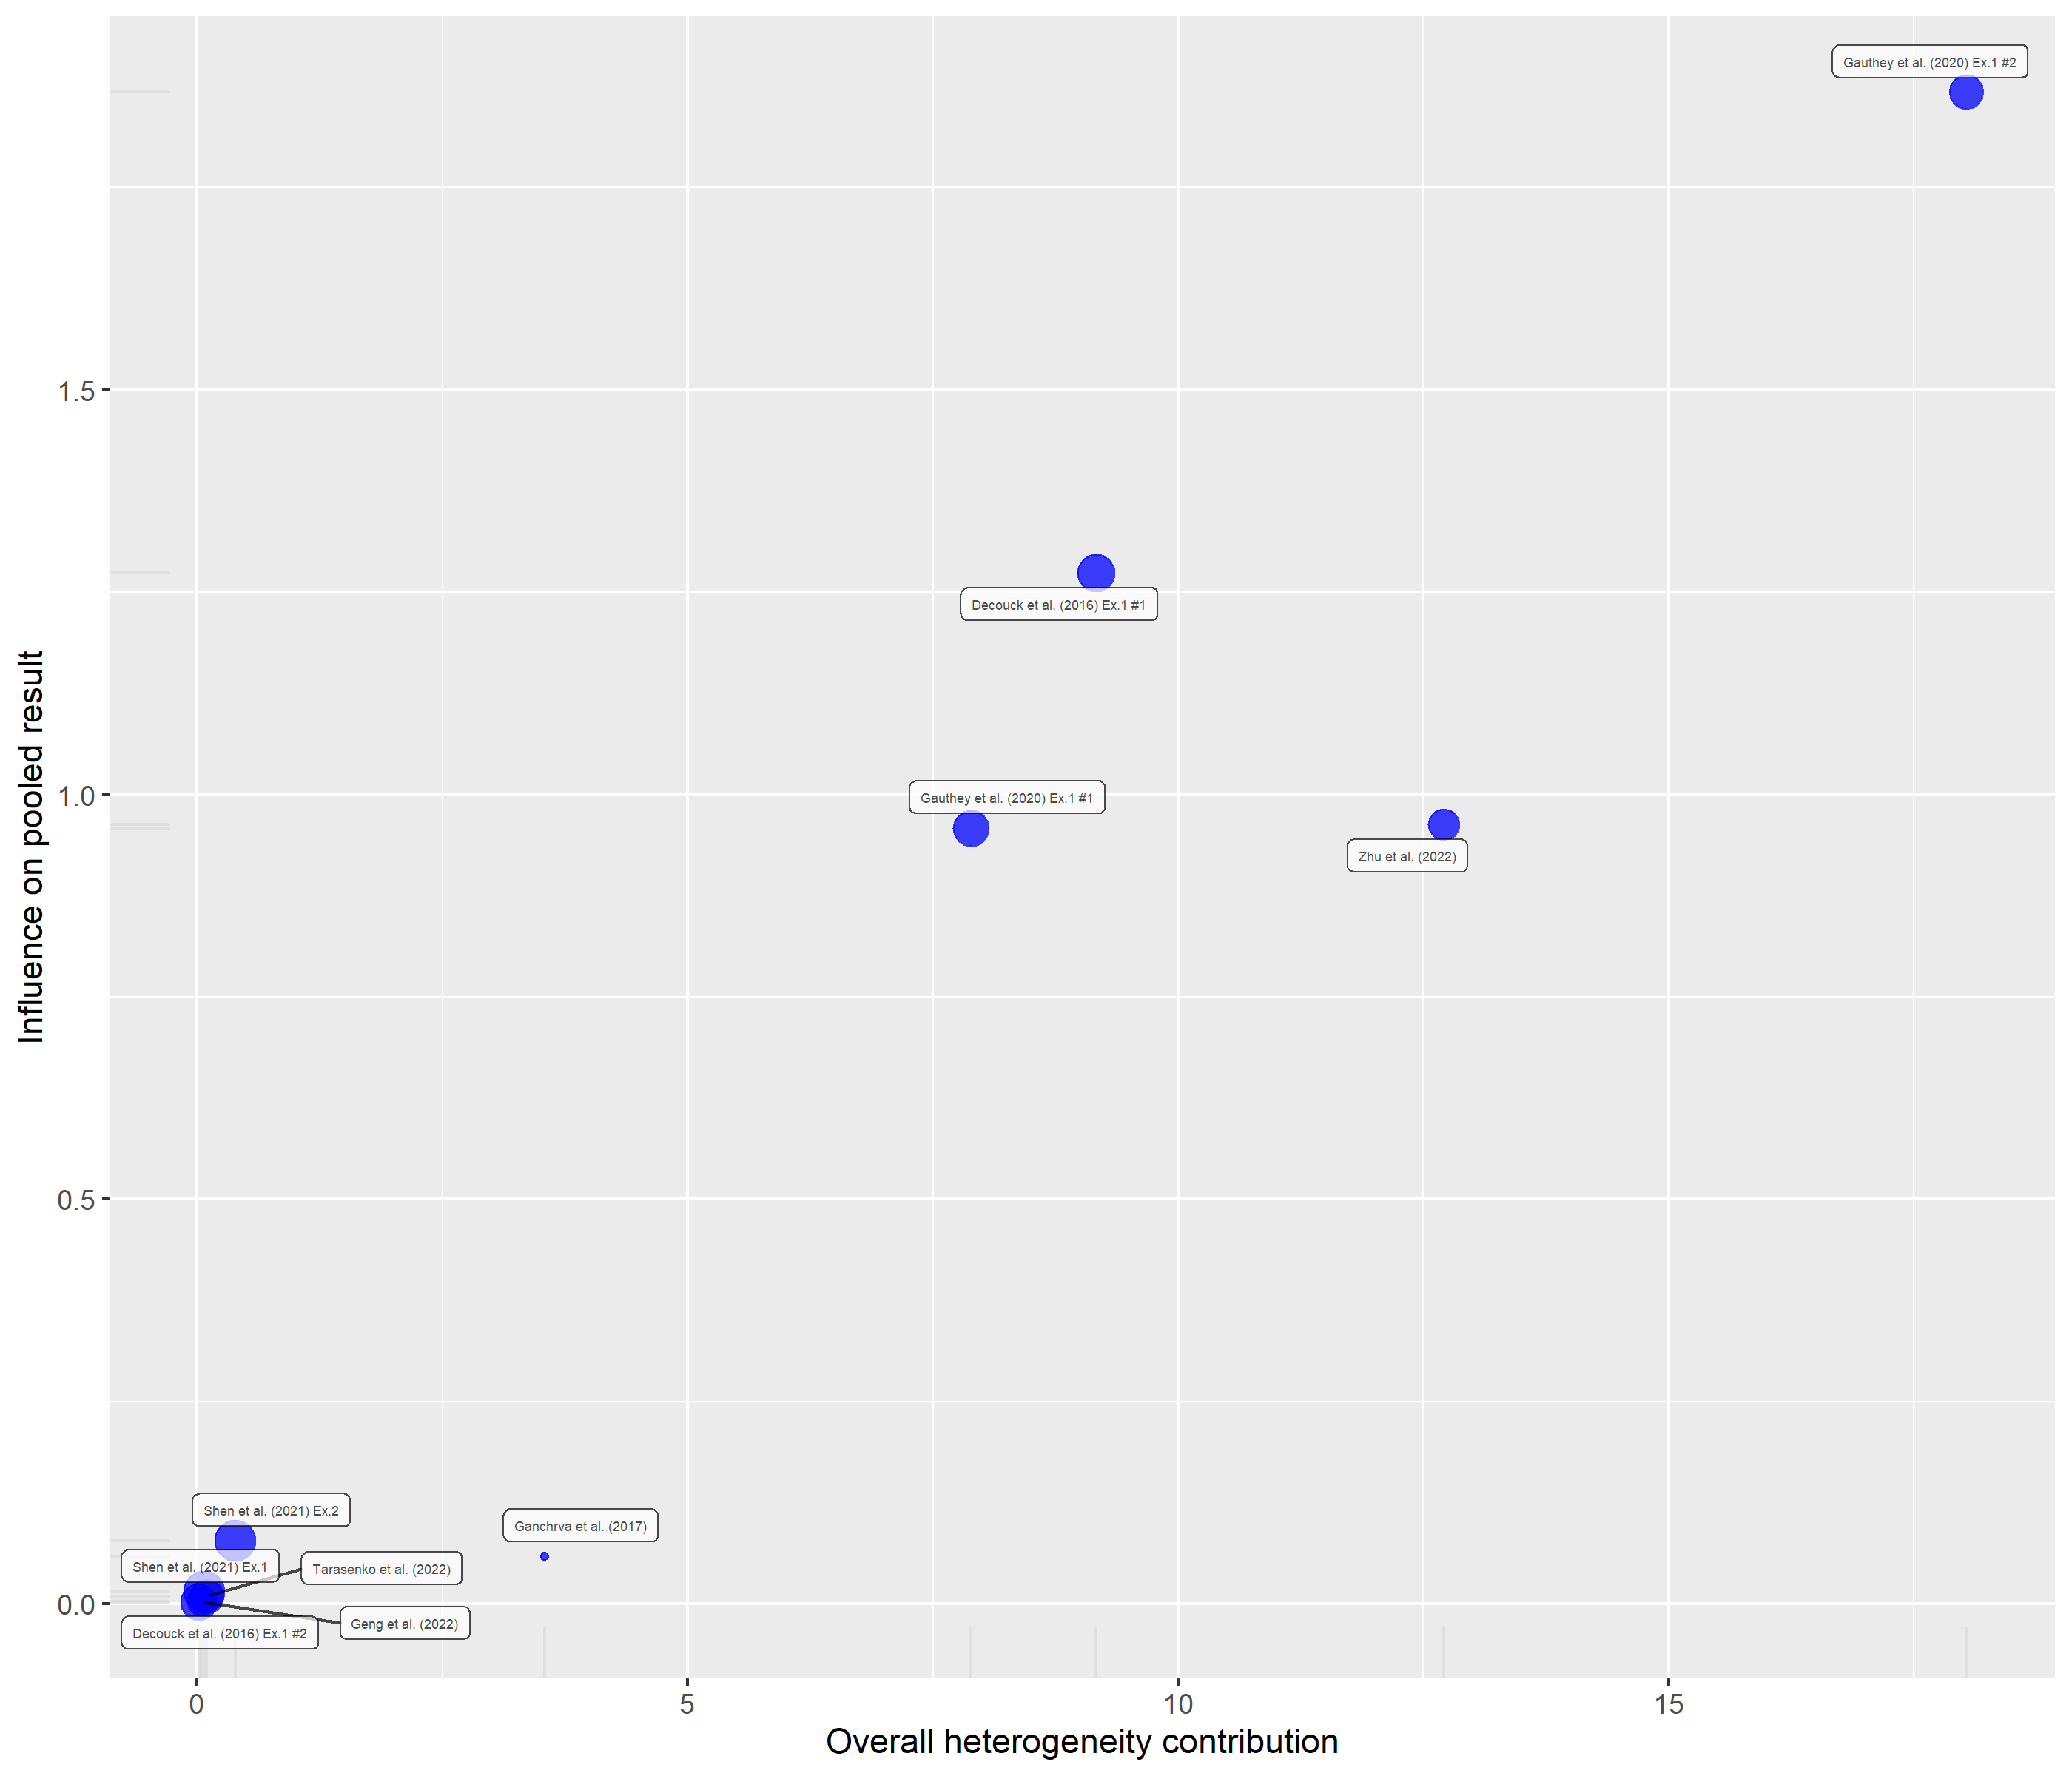 Gauthey et al. (2020) Ex.1 #2
1.5
Decouck et al. (2016) Ex.1 #1
Gauthey et al. (2020) Ex.1 #1
1.0
Zhu et al. (2022)
Influence on pooled result
0.5
Shen et al. (2021) Ex.2
Ganchrva et al. (2017)
Shen et al. (2021) Ex.1
Tarasenko et al. (2022)
0.0
Geng et al. (2022)
Decouck et al. (2016) Ex.1 #2
0
5
10
15
Overall heterogeneity contribution